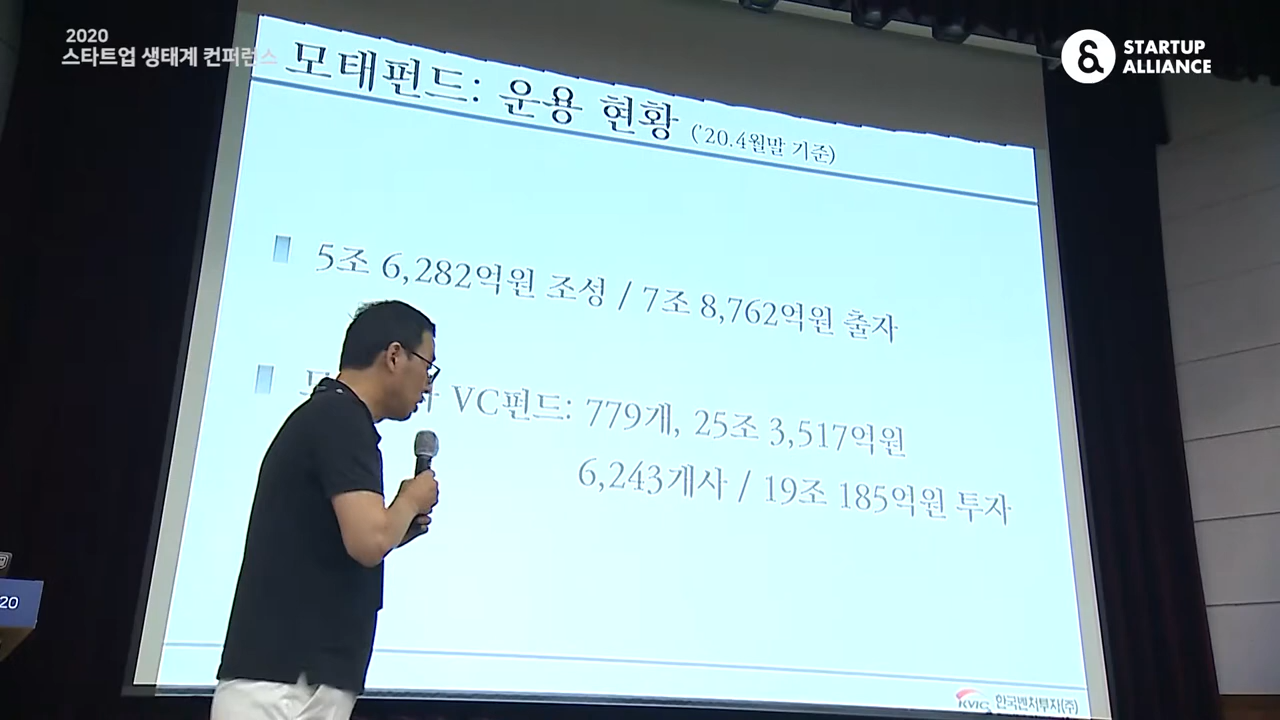 2020
스타트업 생태계 컨퍼런스
STARTUP
ALLIANCE
모태펀드: 운용 현황 ('20.4월말 기준)
5조 6,282억원 조성 / 7조 8,762억원 출자
VC펀드: 779개, 25조 3,517억원
6,243개사 / 19조 185억원 투자
20
KVIC 한국벤처투자(주)